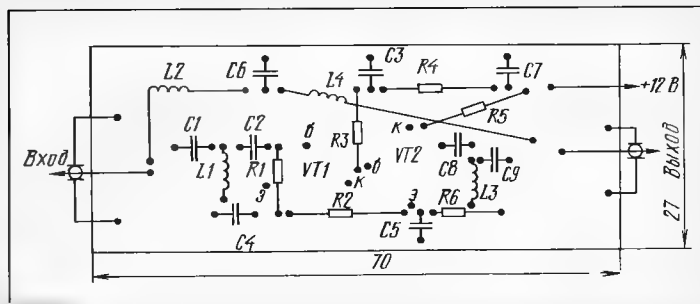 L2
C6
C3
R4
C7
L4
+12 В
Вход
C1
C2
б
R3
К
R5
VT2
L1
R1
VT1
б
C8
C9
К
э
L3
Выход
C4
R2
э
C5
R6
27
70